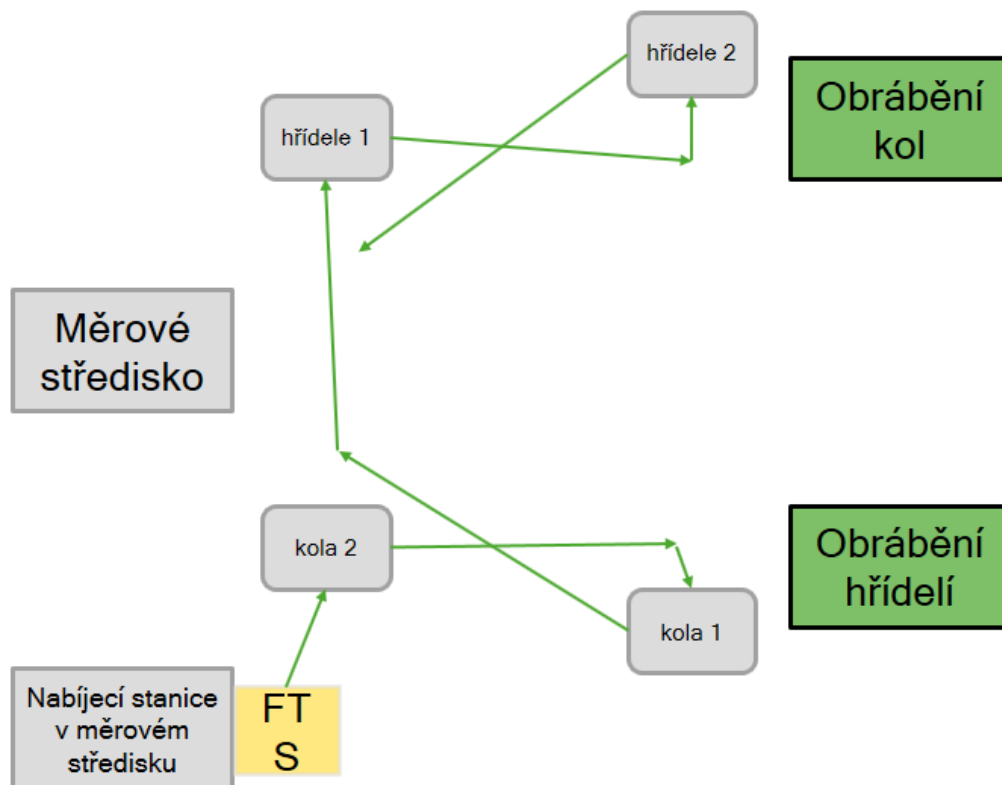 hřídele 2
hřídele 1
Obrábění
kol
Měrové
středisko
kola 2
Obrábění
hřídelí
kola 1
Nabíjecí stanice
v měrovém
středisku
FT
S